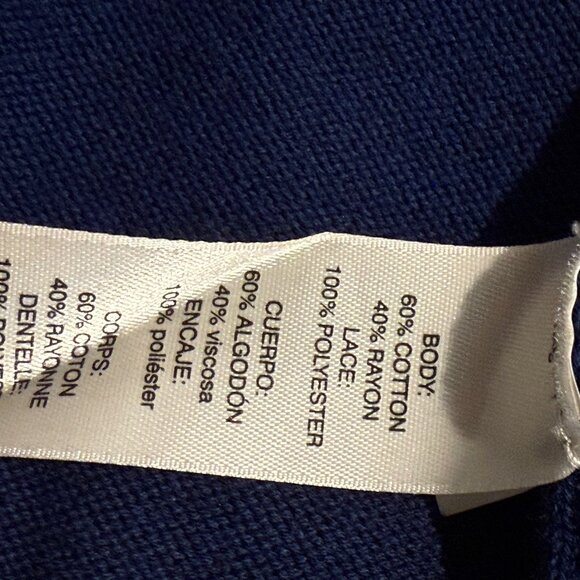 BODY:
60% COTTON
40% RAYON
LACE:
100% POLYESTER
CUERPO:
60% ALGODÓN
40% viscosa
ENCAJE:
100% poliéster
CORPS:
60% COTON
40% RAYONNE
DENTELLE:
100%